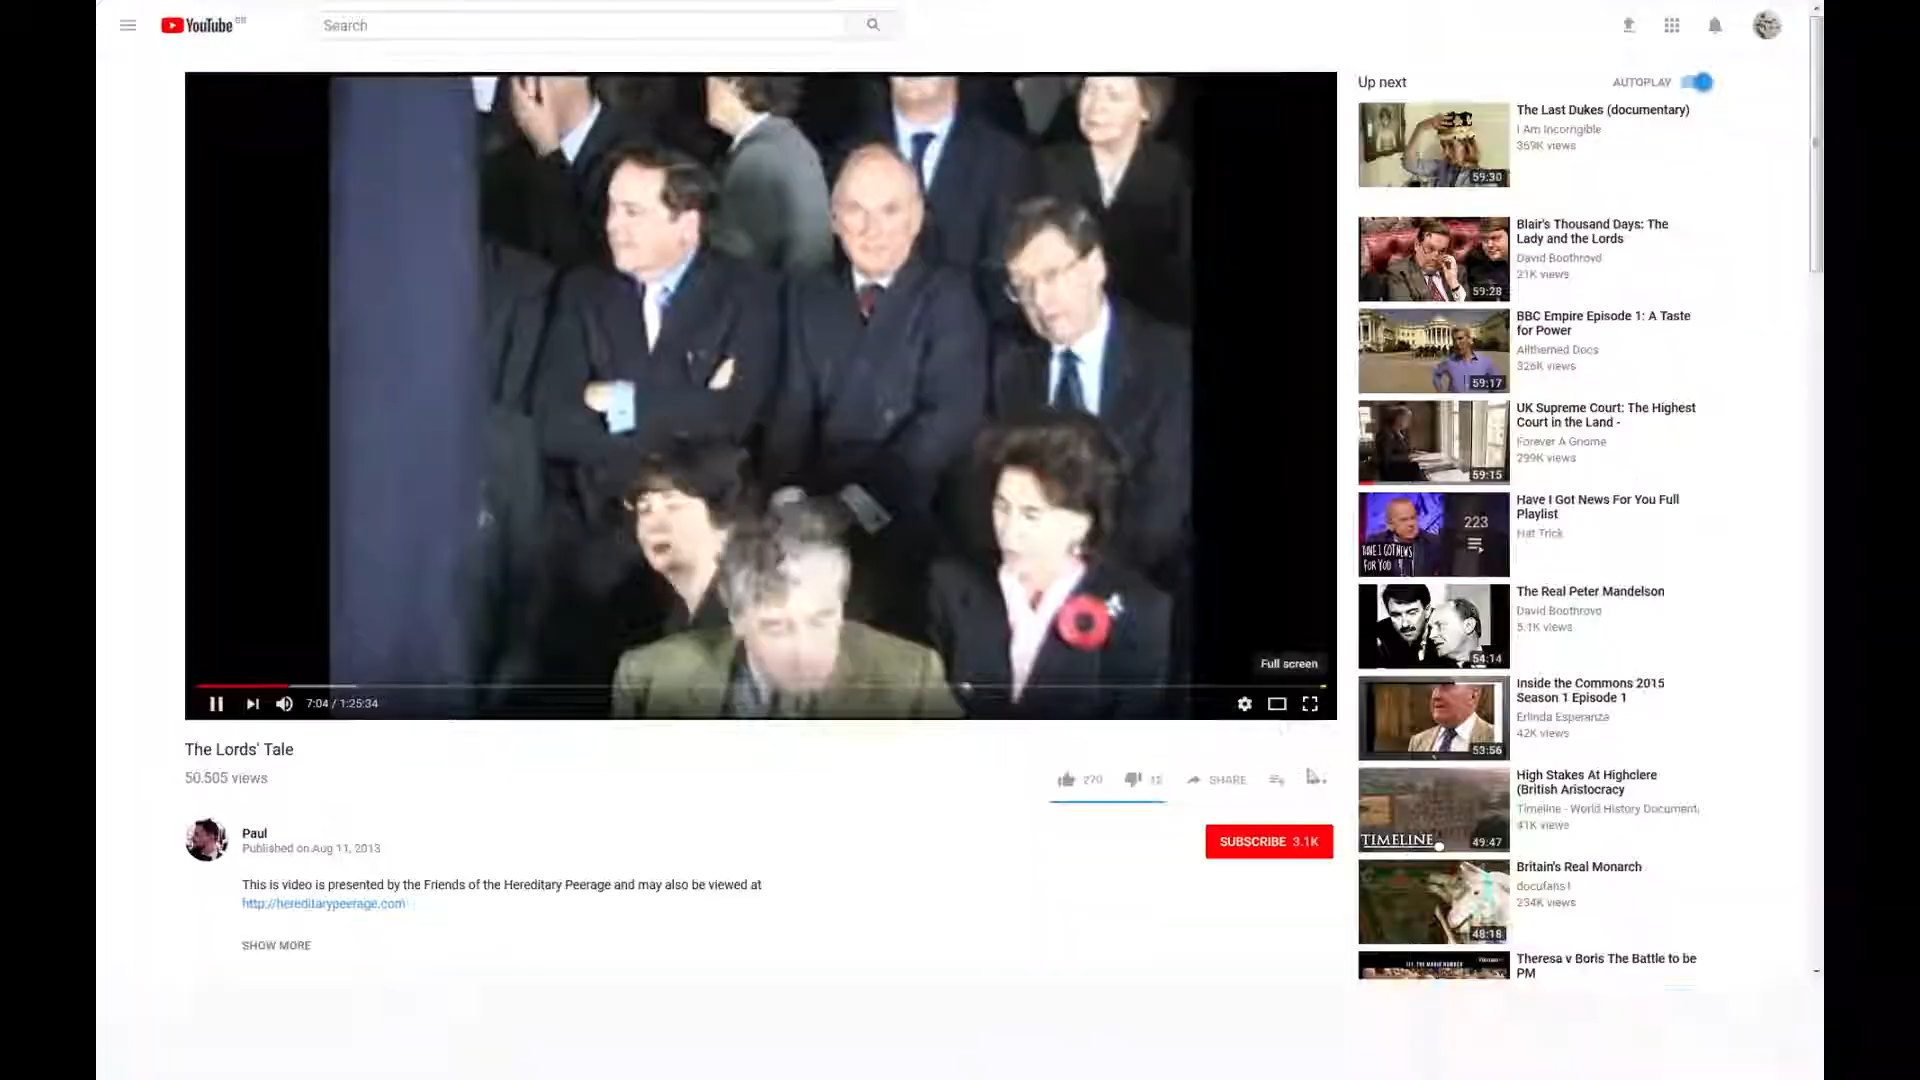 YouTube GB
Search
Up next
AUTOPLAY
The Last Dukes (documentary)
I Am Incorrigible
369K views
59:30
Blair's Thousand Days: The
Lady and the Lords
David Boothroyd
21K views
59:28
BBC Empire Episode 1: A Taste
for Power
Allthemed Docs
326K views
59:17
UK Supreme Court: The Highest
Court in the Land -
Forever A Gnome
299K views
59:15
Have I Got News For You Full
Playlist
Hat Trick
223
HAVE I GOT NEWS
FOR YOU
The Real Peter Mandelson
David Boothroyd
5.1K views
54:14
Inside the Commons 2015
Season 1 Episode 1
Erlinda Esperanza
42K views
53:56
High Stakes At Highclere
(British Aristocracy
Timeline - World History Document.
41K views
TIMELINE
49:47
Britain's Real Monarch
docufans1
234K views
48:18
Theresa v Boris The Battle to be
PM
Full screen
7:04 / 1:25:34
The Lords' Tale
50,505 views
270
12
SHARE
Paul
Published on Aug 11, 2013
SUBSCRIBE 3.1K
This is video is presented by the Friends of the Hereditary Peerage and may also be viewed at
http://hereditarypeerage.com
SHOW MORE